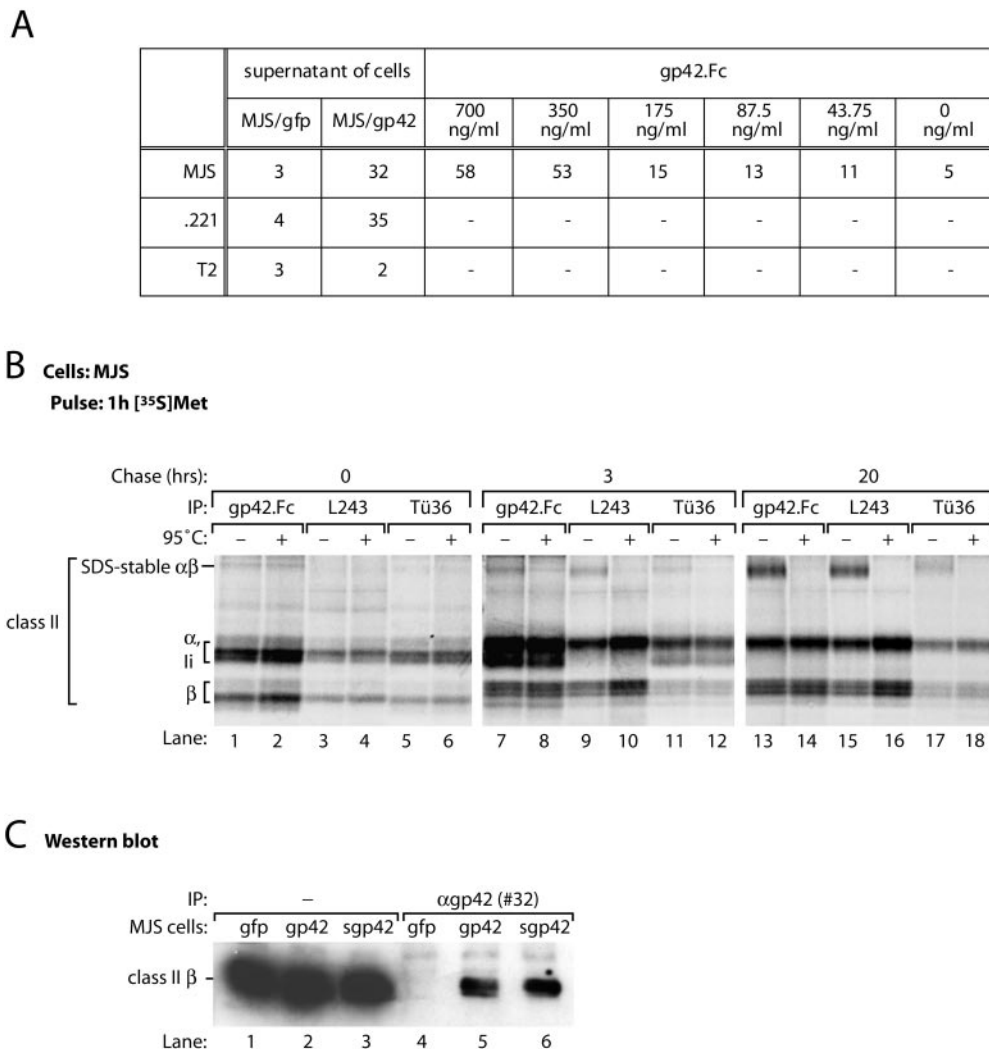 A
supernatant of cells gp42.Fc
MJS/gfp MJS/gp42 700 ng/ml 350 ng/ml 175 ng/ml 87.5 ng/ml 43.75 ng/ml 0 ng/ml
MJS 3 32 58 53 15 13 11 5
.221 4 35 - - - - - -
T2 3 2 - - - - - -
B Cells: MJS
Pulse: 1h [³⁵S]Met
Chase (hrs): 0 3 20
IP: gp42.Fc L243 Tü36 gp42.Fc L243 Tü36 gp42.Fc L243 Tü36
95˚C: − + − + − + − + − + − + − + − + − +
SDS-stable αβ
class II
α,
Ii
β
Lane: 1 2 3 4 5 6 7 8 9 10 11 12 13 14 15 16 17 18
C Western blot
IP: − αgp42 (#32)
MJS cells: gfp gp42 sgp42 gfp gp42 sgp42
class II β
Lane: 1 2 3 4 5 6